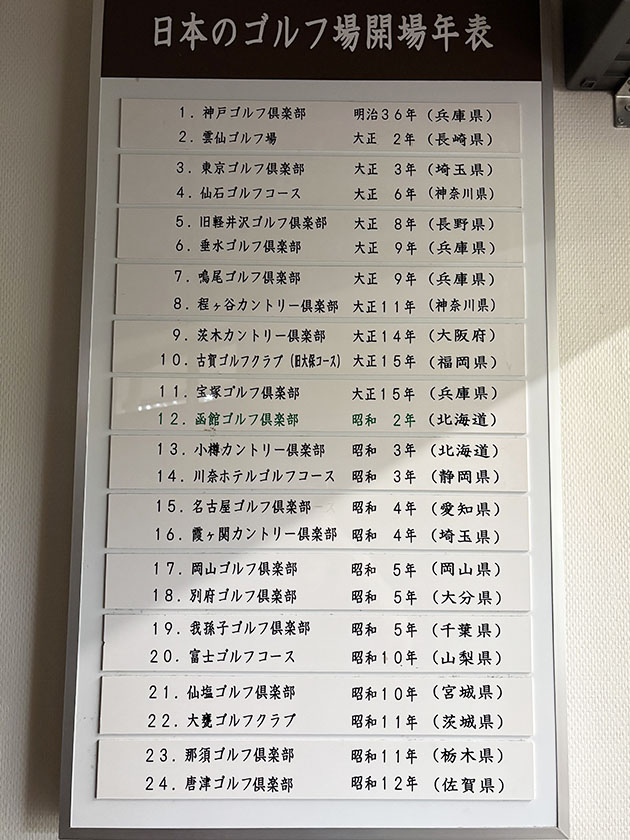 日本のゴルフ場開場年表
1. 神戸ゴルフ倶楽部 明治36年 (兵庫県)
2. 雲仙ゴルフ場 大正 2年 (長崎県)
3. 東京ゴルフ倶楽部 大正 3年 (埼玉県)
4. 仙石ゴルフコース 大正 6年 (神奈川県)
5. 旧軽井沢ゴルフ倶楽部 大正 8年 (長野県)
6. 垂水ゴルフ倶楽部 大正 9年 (兵庫県)
7. 鳴尾ゴルフ倶楽部 大正 9年 (兵庫県)
8. 程ヶ谷カントリー倶楽部 大正11年 (神奈川県)
9. 茨木カントリー倶楽部 大正14年 (大阪府)
10. 古賀ゴルフクラブ (旧大保コース) 大正15年 (福岡県)
11. 宝塚ゴルフ倶楽部 大正15年 (兵庫県)
12. 函館ゴルフ倶楽部 昭和 2年 (北海道)
13. 小樽カントリー倶楽部 昭和 3年 (北海道)
14. 川奈ホテルゴルフコース 昭和 3年 (静岡県)
15. 名古屋ゴルフ倶楽部 昭和 4年 (愛知県)
16. 霞ヶ関カントリー倶楽部 昭和 4年 (埼玉県)
17. 岡山ゴルフ倶楽部 昭和 5年 (岡山県)
18. 別府ゴルフ倶楽部 昭和 5年 (大分県)
19. 我孫子ゴルフ倶楽部 昭和 5年 (千葉県)
20. 富士ゴルフコース 昭和10年 (山梨県)
21. 仙塩ゴルフ倶楽部 昭和10年 (宮城県)
22. 大甕ゴルフクラブ 昭和11年 (茨城県)
23. 那須ゴルフ倶楽部 昭和11年 (栃木県)
24. 唐津ゴルフ倶楽部 昭和12年 (佐賀県)